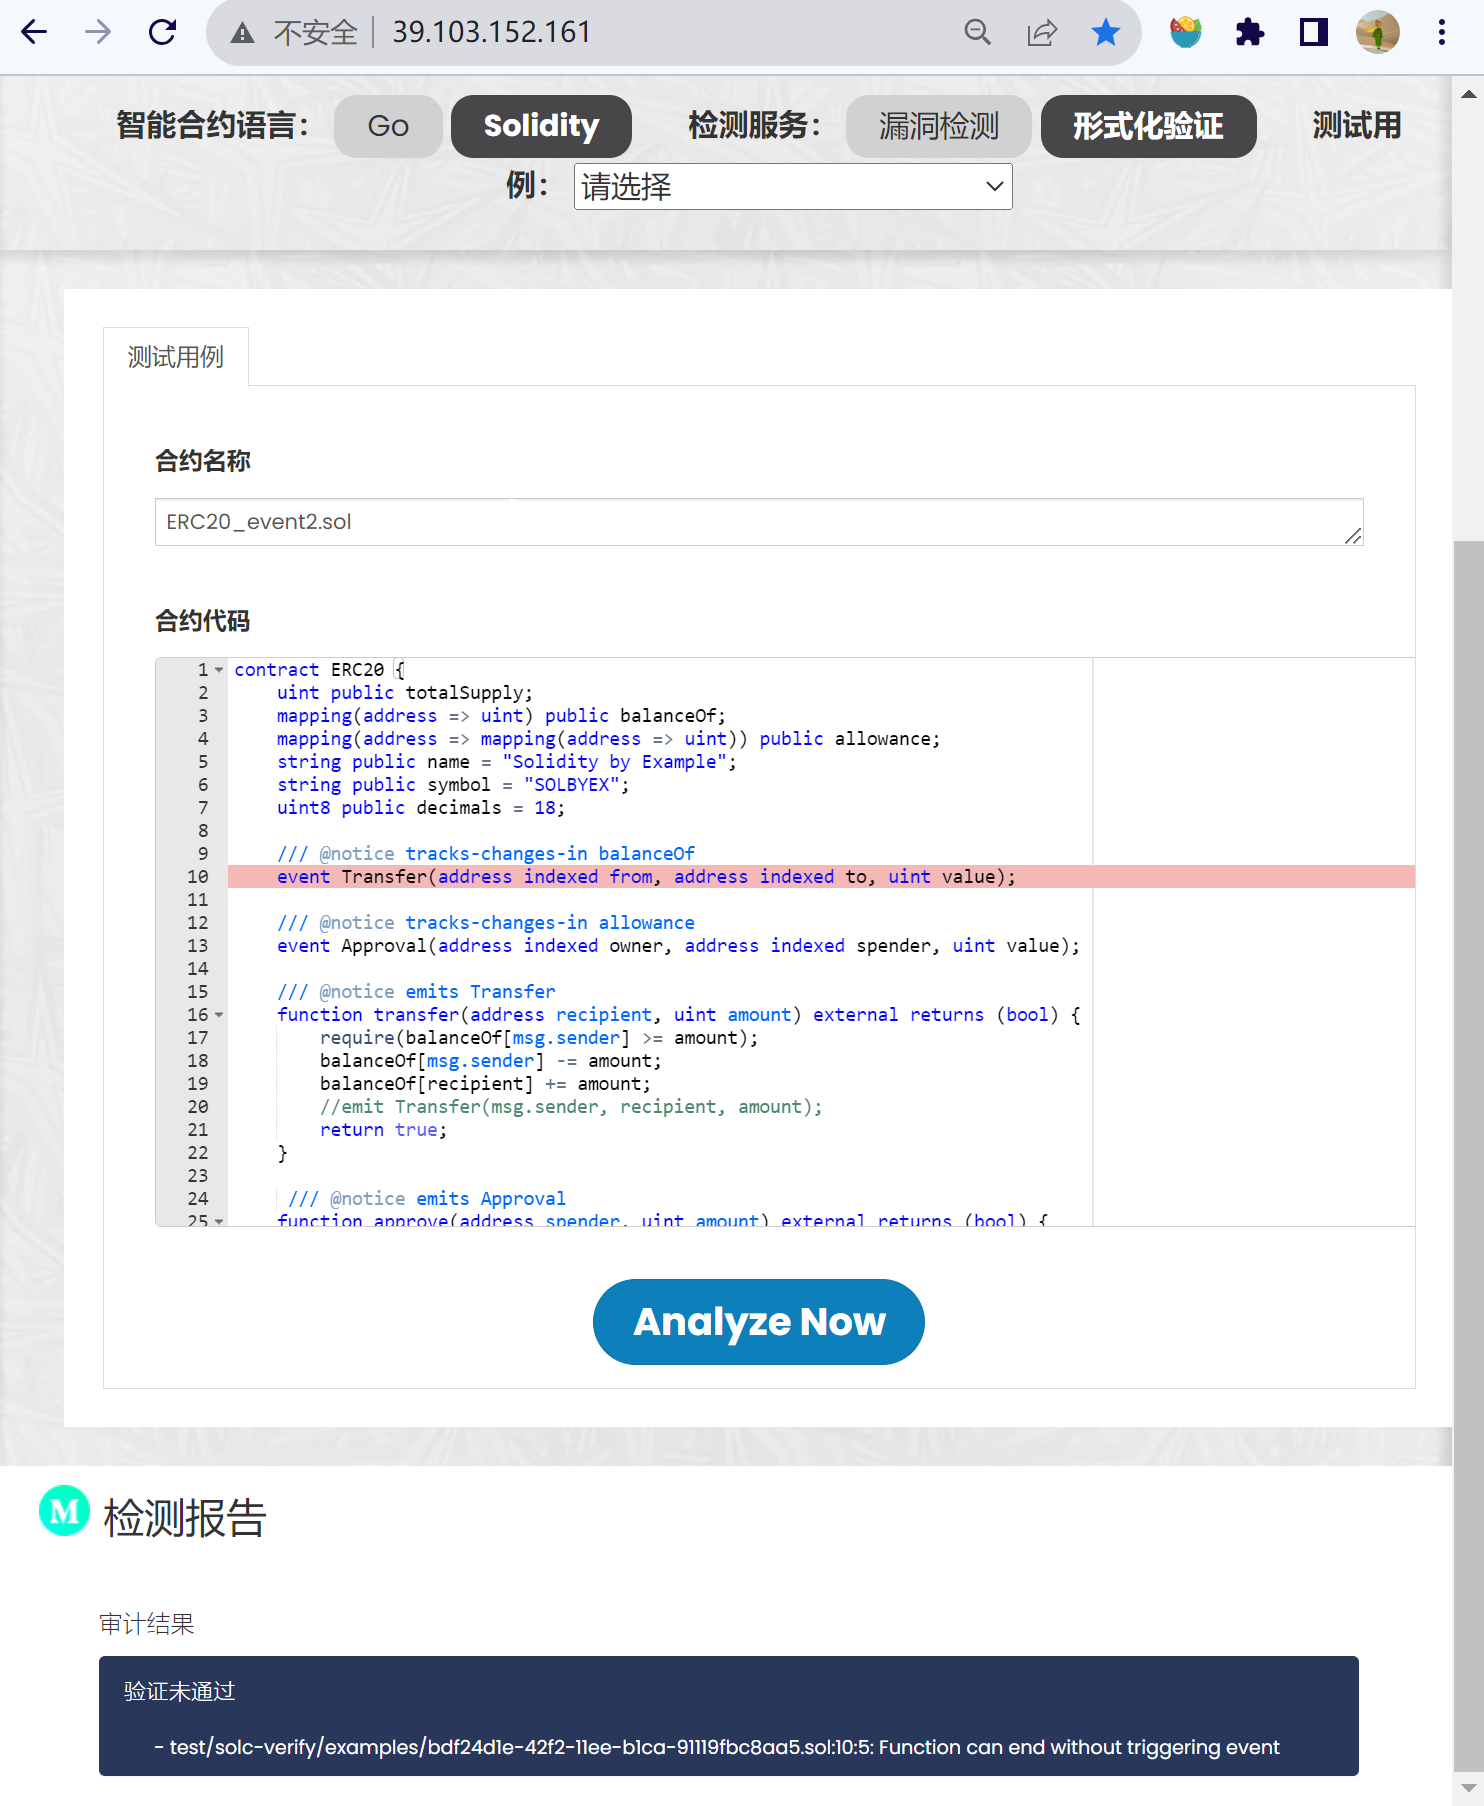 不安全 39.103.152.161
智能合约语言： Go Solidity 检测服务： 漏洞检测 形式化验证 测试用
例： 请选择
测试用例
合约名称
ERC20_event2.sol
合约代码
1 contract ERC20 {
2 uint public totalSupply;
3 mapping(address => uint) public balanceOf;
4 mapping(address => mapping(address => uint)) public allowance;
5 string public name = "Solidity by Example";
6 string public symbol = "SOLBYEX";
7 uint8 public decimals = 18;
8
9 /// @notice tracks-changes-in balanceOf
10 event Transfer(address indexed from, address indexed to, uint value);
11
12 /// @notice tracks-changes-in allowance
13 event Approval(address indexed owner, address indexed spender, uint value);
14
15 /// @notice emits Transfer
16 function transfer(address recipient, uint amount) external returns (bool) {
17 require(balanceOf[msg.sender] >= amount);
18 balanceOf[msg.sender] -= amount;
19 balanceOf[recipient] += amount;
20 //emit Transfer(msg.sender, recipient, amount);
21 return true;
22 }
23
24 /// @notice emits Approval
25 function approve(address spender, uint amount) external returns (bool) {
Analyze Now
M 检测报告
审计结果
验证未通过
- test/solc-verify/examples/bdf24d1e-42f2-11ee-b1ca-91119fbc8aa5.sol:10:5: Function can end without triggering event